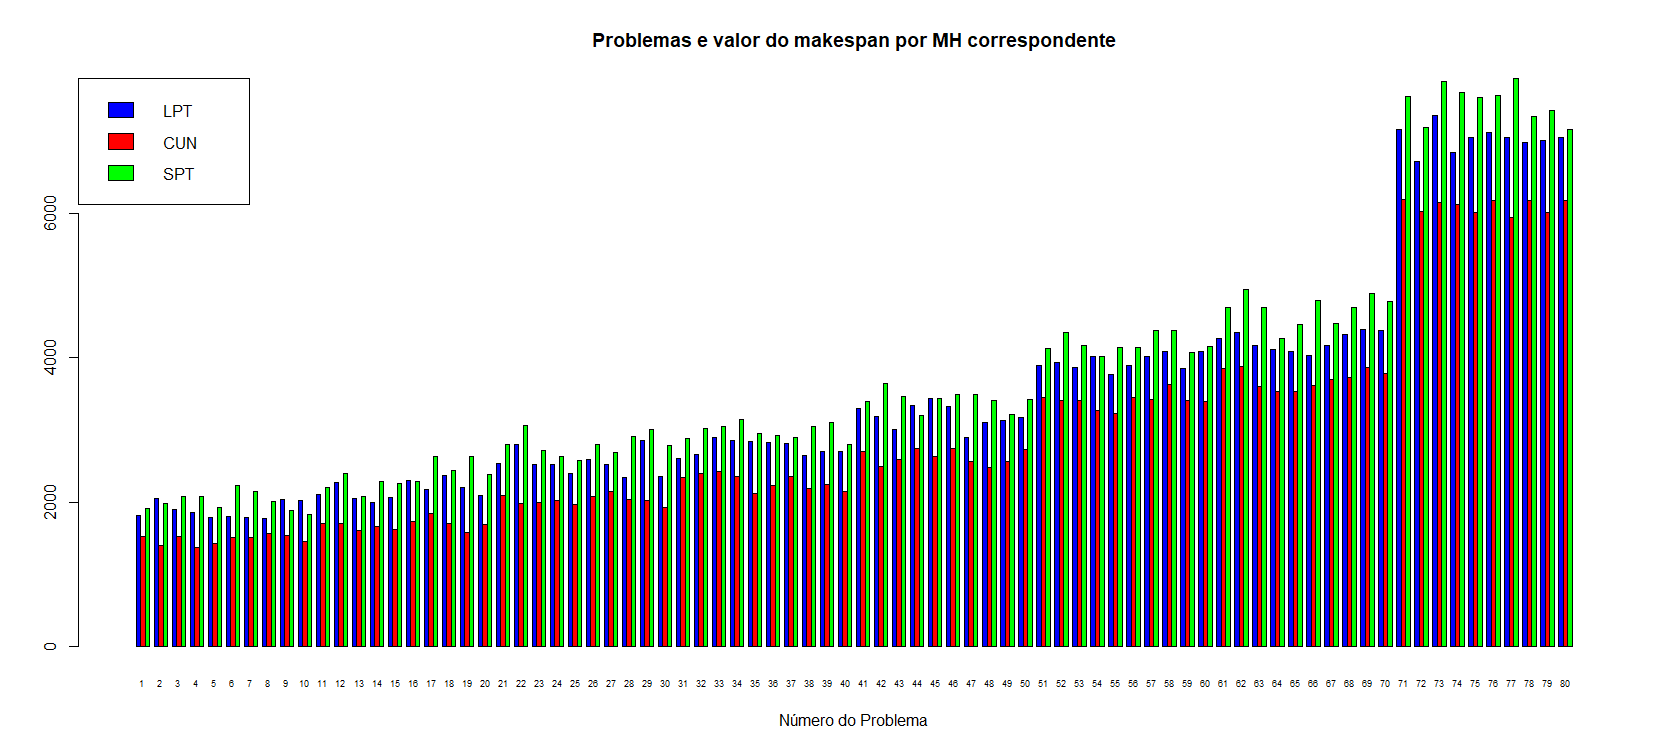 Problemas e valor do makespan por MH correspondente
LPT
CUN
SPT
6000
4000
2000
0
1 2 3 4 5 6 7 8 9 10 11 12 13 14 15 16 17 18 19 20 21 22 23 24 25 26 27 28 29 30 31 32 33 34 35 36 37 38 39 40 41 42 43 44 45 46 47 48 49 50 51 52 53 54 55 56 57 58 59 60 61 62 63 64 65 66 67 68 69 70 71 72 73 74 75 76 77 78 79 80
Número do Problema